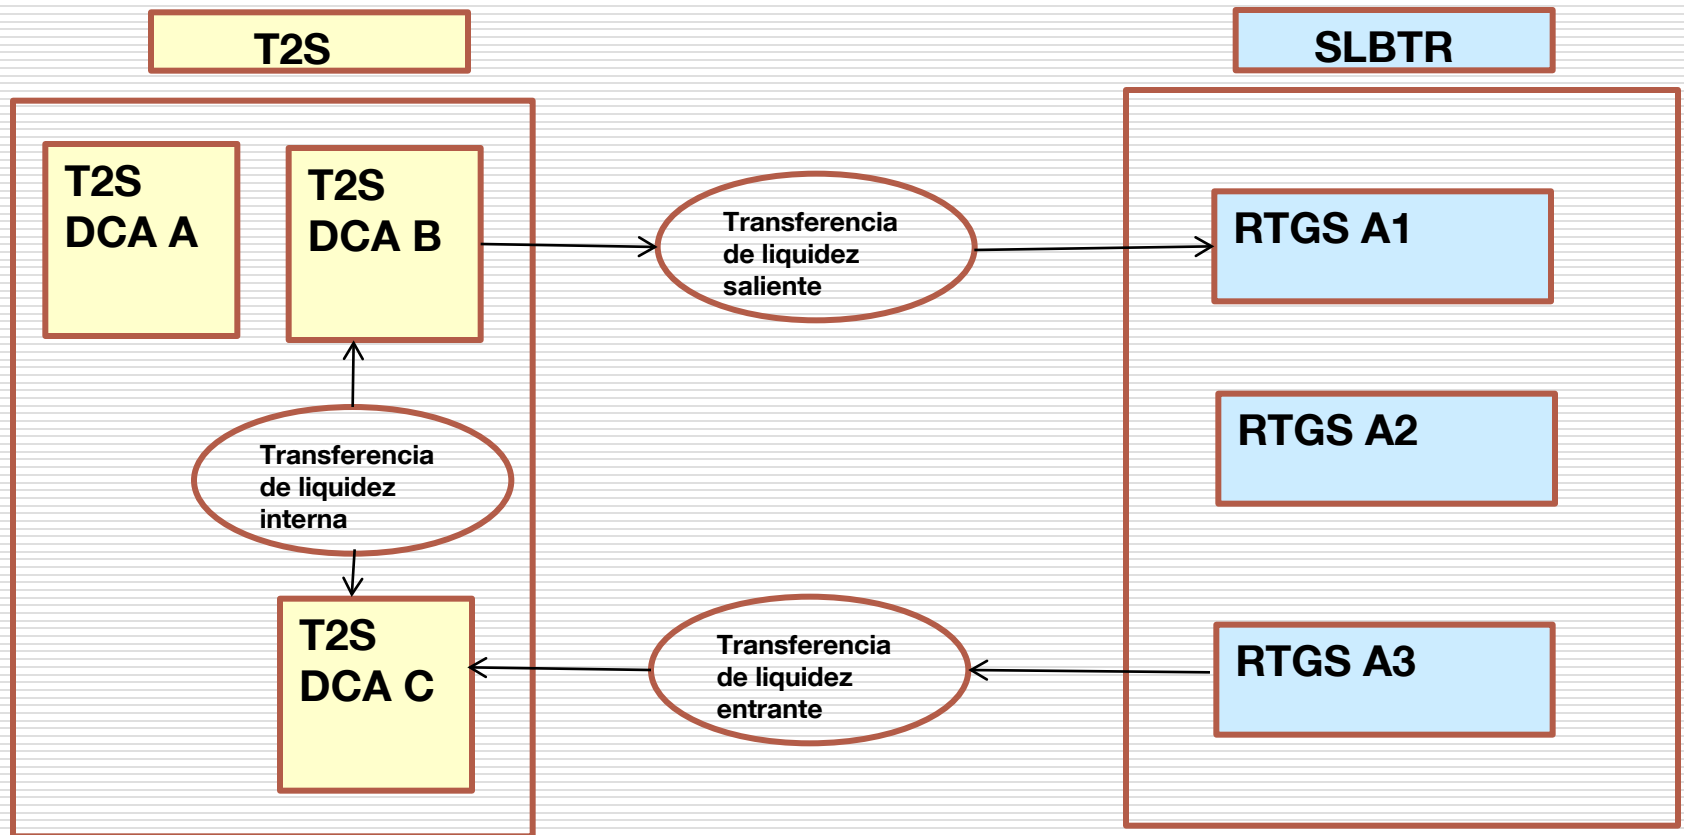 T2S
SLBTR
T2S
DCA A
T2S
DCA B
Transferencia
de liquidez
saliente
RTGS A1
RTGS A2
Transferencia
de liquidez
interna
T2S
DCA C
Transferencia
de liquidez
entrante
RTGS A3